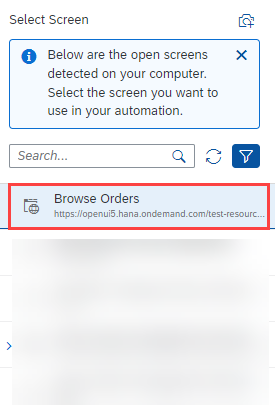 Select Screen
Below are the open screens
detected on your computer.
Select the screen you want to
use in your automation.
Search...
Browse Orders
https://openui5.hana.ondemand.com/test-resourc...